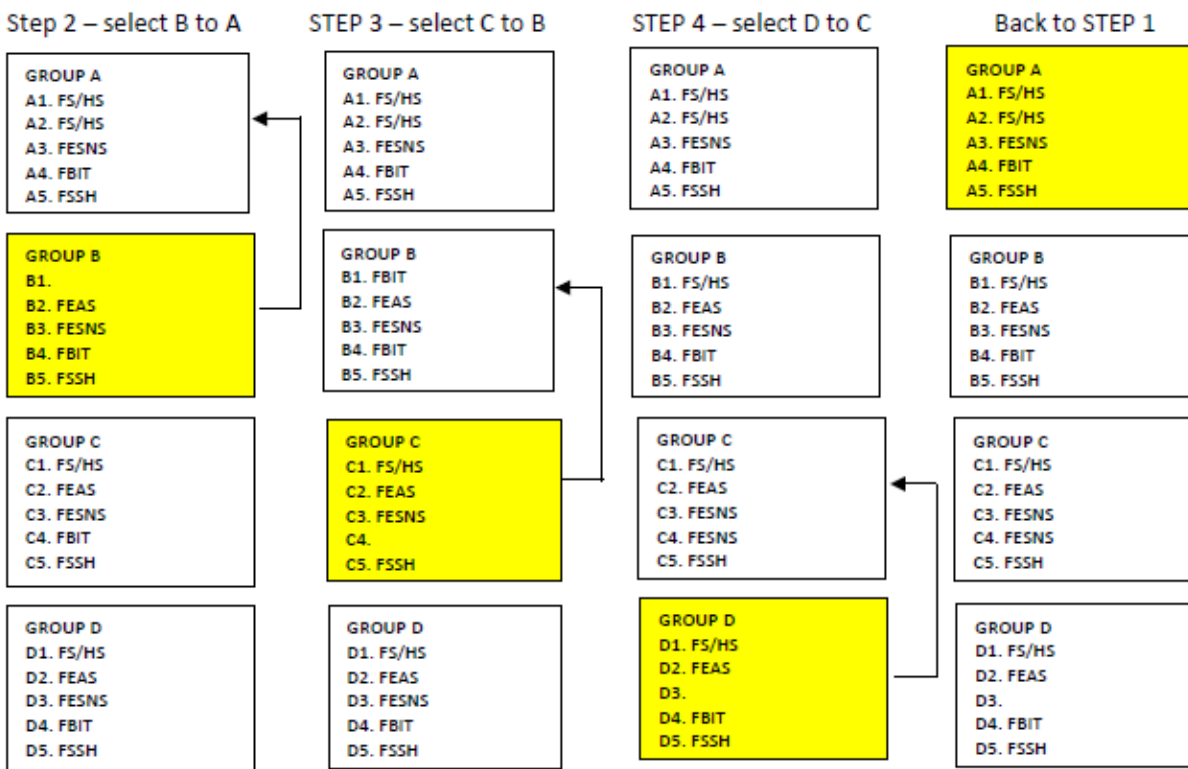 Step 2 – select B to A
GROUP A
A1. FS/HS
A2. FS/HS
A3. FESNS
A4. FBIT
A5. FSSH
GROUP B
B1.
B2. FEAS
B3. FESNS
B4. FBIT
B5. FSSH
GROUP C
C1. FS/HS
C2. FEAS
C3. FESNS
C4. FBIT
C5. FSSH
GROUP D
D1. FS/HS
D2. FEAS
D3. FESNS
D4. FBIT
D5. FSSH
STEP 3 – select C to B
GROUP A
A1. FS/HS
A2. FS/HS
A3. FESNS
A4. FBIT
A5. FSSH
GROUP B
B1. FBIT
B2. FEAS
B3. FESNS
B4. FBIT
B5. FSSH
GROUP C
C1. FS/HS
C2. FEAS
C3. FESNS
C4.
C5. FSSH
GROUP D
D1. FS/HS
D2. FEAS
D3. FESNS
D4. FBIT
D5. FSSH
STEP 4 – select D to C
GROUP A
A1. FS/HS
A2. FS/HS
A3. FESNS
A4. FBIT
A5. FSSH
GROUP B
B1. FS/HS
B2. FEAS
B3. FESNS
B4. FBIT
B5. FSSH
GROUP C
C1. FS/HS
C2. FEAS
C3. FESNS
C4. FESNS
C5. FSSH
GROUP D
D1. FS/HS
D2. FEAS
D3.
D4. FBIT
D5. FSSH
Back to STEP 1
GROUP A
A1. FS/HS
A2. FS/HS
A3. FESNS
A4. FBIT
A5. FSSH
GROUP B
B1. FS/HS
B2. FEAS
B3. FESNS
B4. FBIT
B5. FSSH
GROUP C
C1. FS/HS
C2. FEAS
C3. FESNS
C4. FESNS
C5. FSSH
GROUP D
D1. FS/HS
D2. FEAS
D3.
D4. FBIT
D5. FSSH